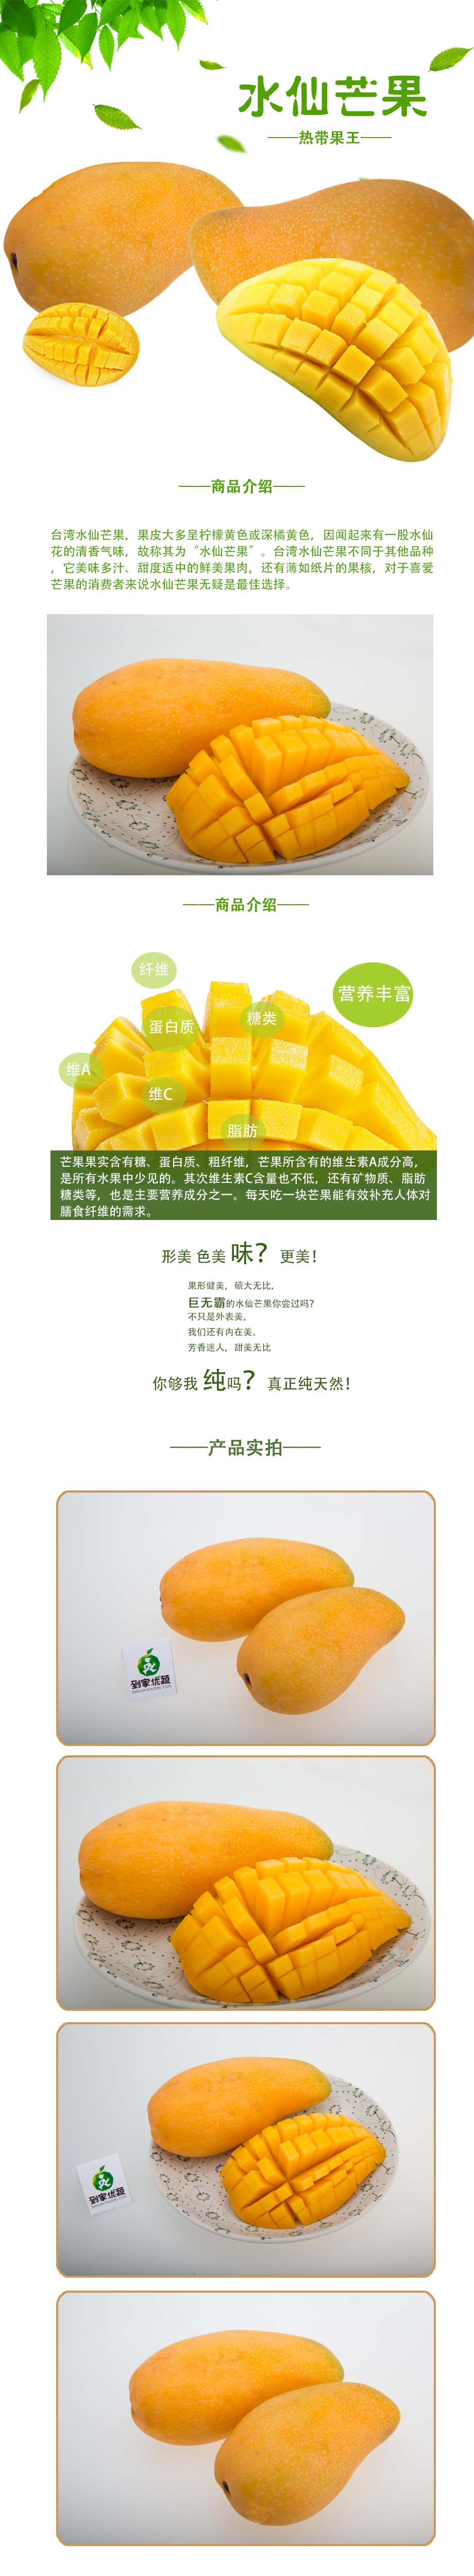 水仙芒果
——热带果王——
——商品介绍——
台湾水仙芒果，果皮大多呈柠檬黄色或深橘黄色，因闻起来有一股水仙
花的清香气味，故称其为“水仙芒果”。台湾水仙芒果不同于其他品种
，它美味多汁、甜度适中的鲜美果肉，还有薄如纸片的果核，对于喜爱
芒果的消费者来说水仙芒果无疑是最佳选择。
——商品介绍——
纤维
营养丰富
蛋白质
糖类
维A
维C
脂肪
芒果果实含有糖、蛋白质、粗纤维，芒果所含有的维生素A成分高，
是所有水果中少见的。其次维生素C含量也不低，还有矿物质、脂肪
糖类等，也是主要营养成分之一。每天吃一块芒果能有效补充人体对
膳食纤维的需求。
形美 色美 味？ 更美！
果形健美，硕大无比，
巨无霸的水仙芒果你尝过吗？
不只是外表美，
我们还有内在美。
芳香迷人，甜美无比
你够我 纯吗？ 真正纯天然！
——产品实拍——
到家优蔬
到家优蔬